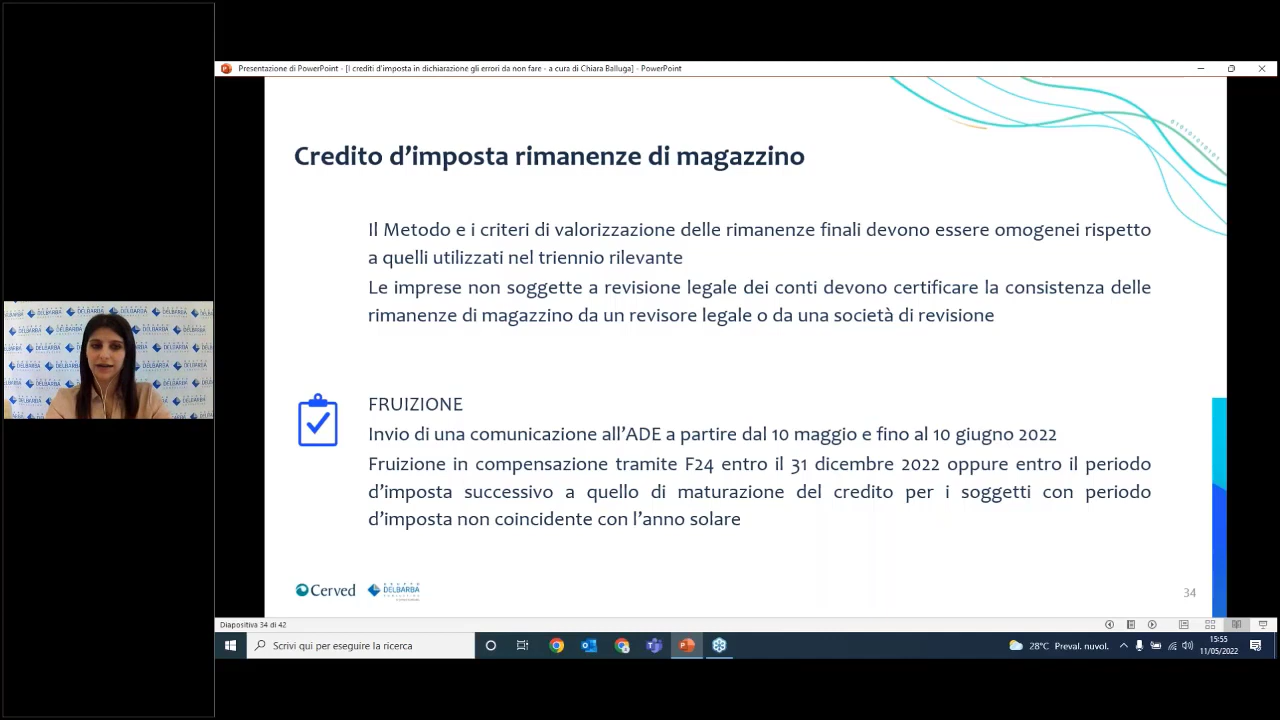 Presentazione di PowerPoint - [I crediti d'imposta in dichiarazione gli errori da non fare - a cura di Chiara Balluga] - PowerPoint
Credito d'imposta rimanenze di magazzino
Il Metodo e i criteri di valorizzazione delle rimanenze finali devono essere omogenei rispetto
a quelli utilizzati nel triennio rilevante
Le imprese non soggette a revisione legale dei conti devono certificare la consistenza delle
rimanenze di magazzino da un revisore legale o da una società di revisione
FRUIZIONE
Invio di una comunicazione all'ADE a partire dal 10 maggio e fino al 10 giugno 2022
Fruizione in compensazione tramite F24 entro il 31 dicembre 2022 oppure entro il periodo
d'imposta successivo a quello di maturazione del credito per i soggetti con periodo
d'imposta non coincidente con l'anno solare
Cerved
GRUPPO
DELBARBA
34
Diapositiva 34 di 42
Scrivi qui per eseguire la ricerca
28°C Preval. nuvol.
15:55
11/05/2022